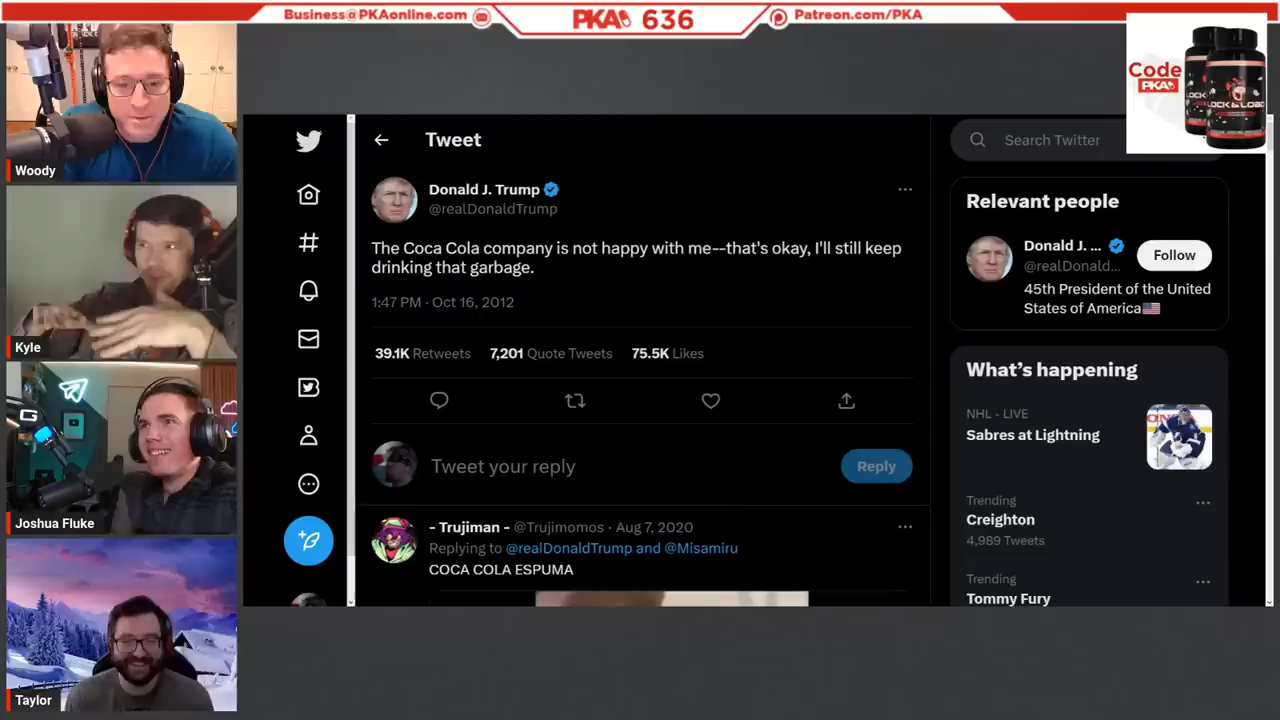 Business@PKAonline.com
PKA 636
Patreon.com/PKA
Code
PKA
LOCK & LOAD
Woody
Kyle
Joshua Fluke
Taylor
Tweet
Donald J. Trump
@realDonaldTrump
The Coca Cola company is not happy with me--that's okay, I'll still keep
drinking that garbage.
1:47 PM · Oct 16, 2012
39.1K Retweets 7,201 Quote Tweets 75.5K Likes
Tweet your reply
Reply
- Trujiman - @Trujimomos · Aug 7, 2020
Replying to @realDonaldTrump and @Misamiru
COCA COLA ESPUMA
Search Twitter
Relevant people
Donald J. ...
@realDonald...
Follow
45th President of the United
States of America
What's happening
NHL · LIVE
Sabres at Lightning
Trending
Creighton
4,989 Tweets
Trending
Tommy Fury